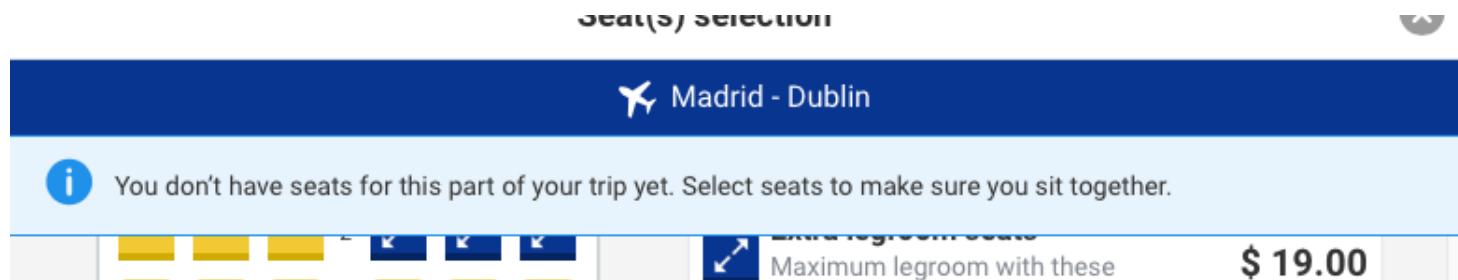 Seat(s) selection
Madrid - Dublin
You don't have seats for this part of your trip yet. Select seats to make sure you sit together.
2
Extra legroom seats
Maximum legroom with these
$ 19.00